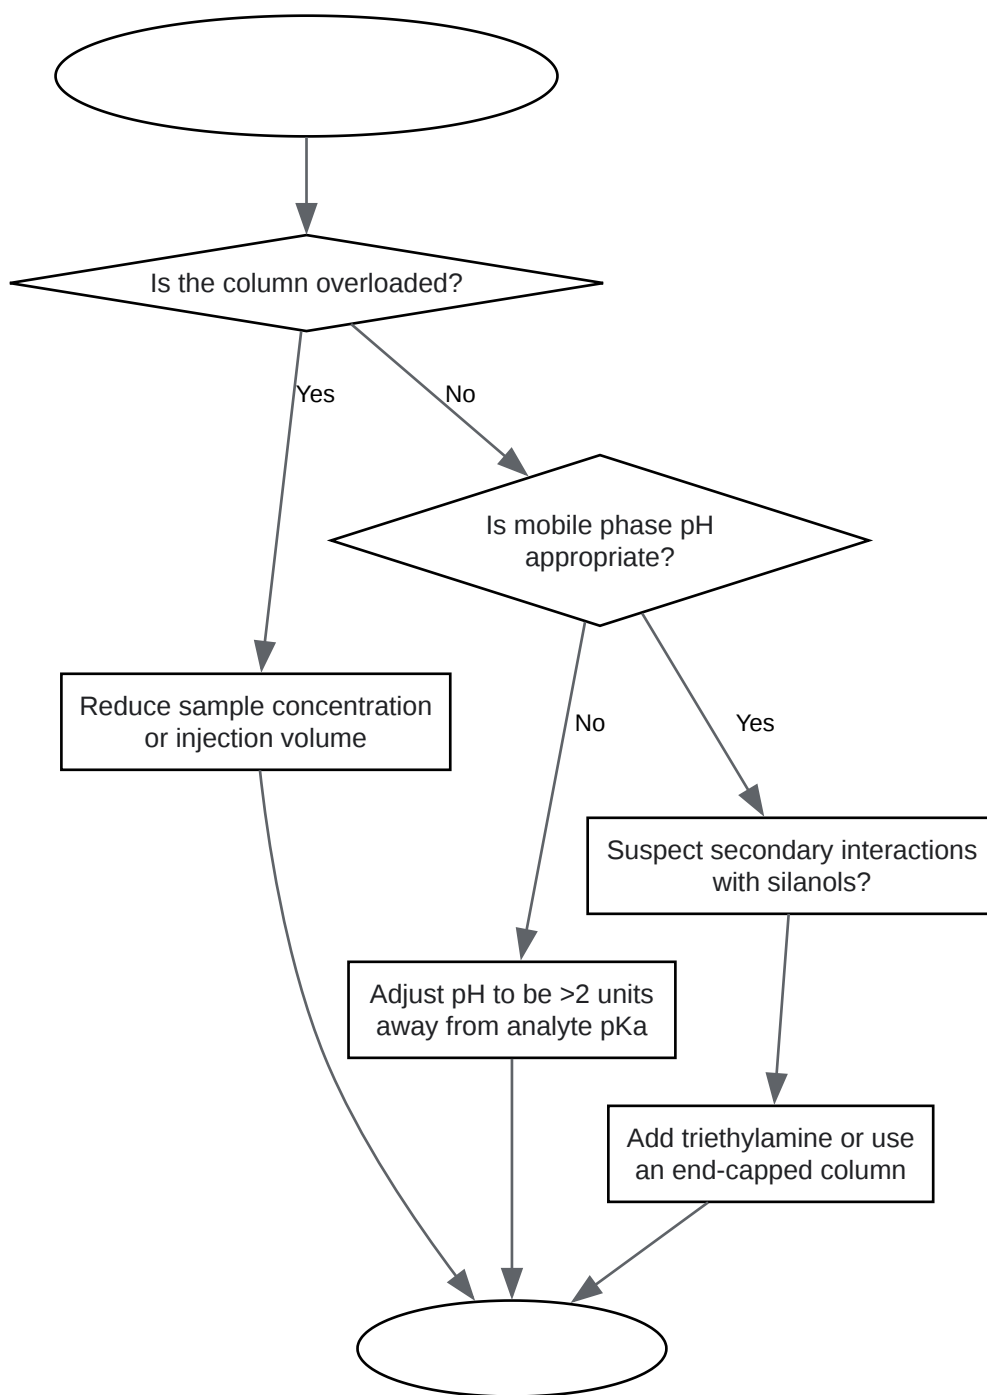 Is the column overloaded?
Yes
No
Is mobile phase pH
appropriate?
Reduce sample concentration
or injection volume
No
Yes
Suspect secondary interactions
with silanols?
Adjust pH to be >2 units
away from analyte pKa
Add triethylamine or use
an end-capped column